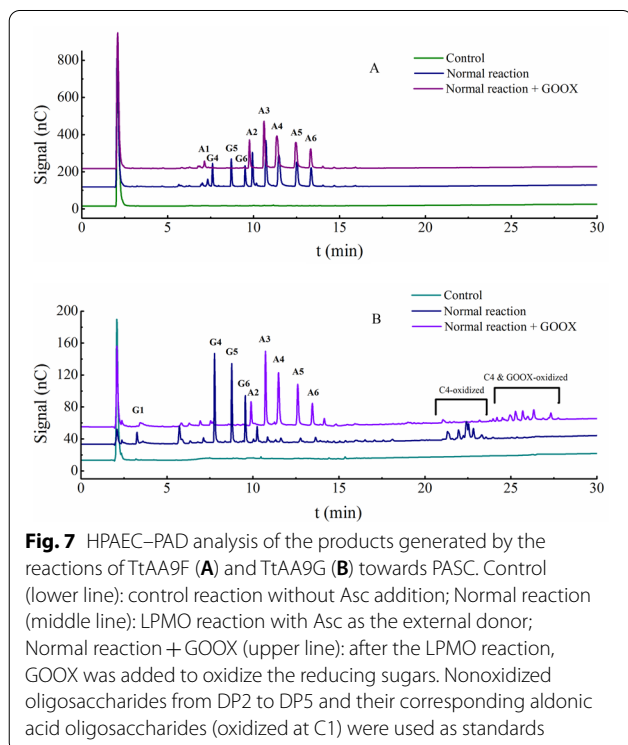 800
600
400
200
0
Signal (nC)
Control
Normal reaction
Normal reaction + GOOX
A
A1
G4
G5
G6
A2
A3
A4
A5
A6
0 5 10 15 20 25 30
t (min)
200
160
120
80
40
0
Signal (nC)
Control
Normal reaction
Normal reaction + GOOX
B
G1
G4
G5
G6
A2
A3
A4
A5
A6
C4-oxidized
C4 & GOOX-oxidized
0 5 10 15 20 25 30
t (min)
Fig. 7 HPAEC–PAD analysis of the products generated by the
reactions of TtAA9F (A) and TtAA9G (B) towards PASC. Control
(lower line): control reaction without Asc addition; Normal reaction
(middle line): LPMO reaction with Asc as the external donor;
Normal reaction + GOOX (upper line): after the LPMO reaction,
GOOX was added to oxidize the reducing sugars. Nonoxidized
oligosaccharides from DP2 to DP5 and their corresponding aldonic
acid oligosaccharides (oxidized at C1) were used as standards